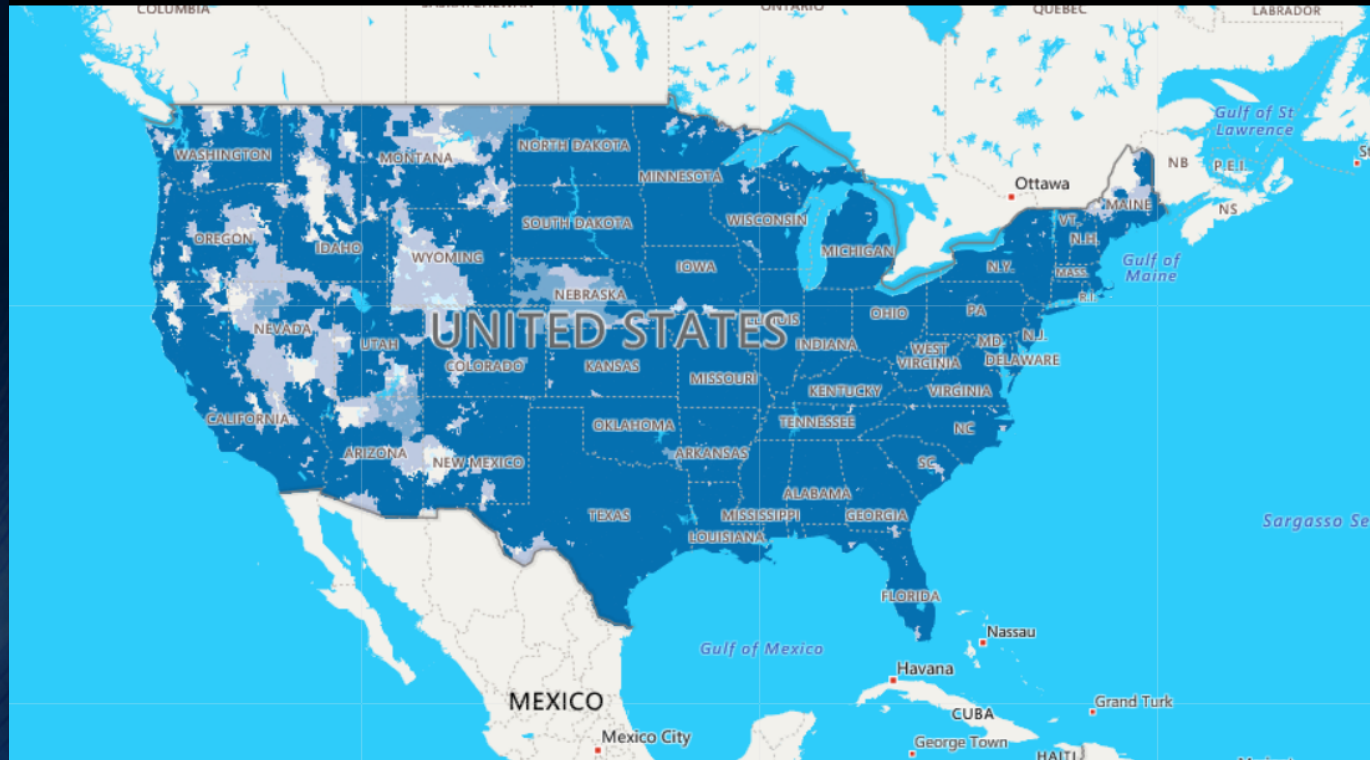 COLUMBIA
SASKATCHEWAN
ONTARIO
QUEBEC
LABRADOR
Gulf of St
Lawrence
NB
P.E.I.
NS
Ottawa
WASHINGTON
MONTANA
NORTH DAKOTA
MINNESOTA
MAINE
VT.
N.H.
OREGON
IDAHO
WYOMING
SOUTH DAKOTA
WISCONSIN
MICHIGAN
N.Y.
MASS.
R.I.
Gulf of
Maine
IOWA
NEBRASKA
NEVADA
UTAH
UNITED STATES
COLORADO
KANSAS
MISSOURI
ILLINOIS
INDIANA
OHIO
PA
N.J.
MD
DELAWARE
WEST
VIRGINIA
VIRGINIA
KENTUCKY
CALIFORNIA
ARIZONA
NEW MEXICO
OKLAHOMA
ARKANSAS
TENNESSEE
NC
SC
TEXAS
LOUISIANA
MISSISSIPPI
ALABAMA
GEORGIA
FLORIDA
Sargasso Se
Gulf of Mexico
Nassau
Havana
MEXICO
CUBA
Grand Turk
Mexico City
George Town
HAITI